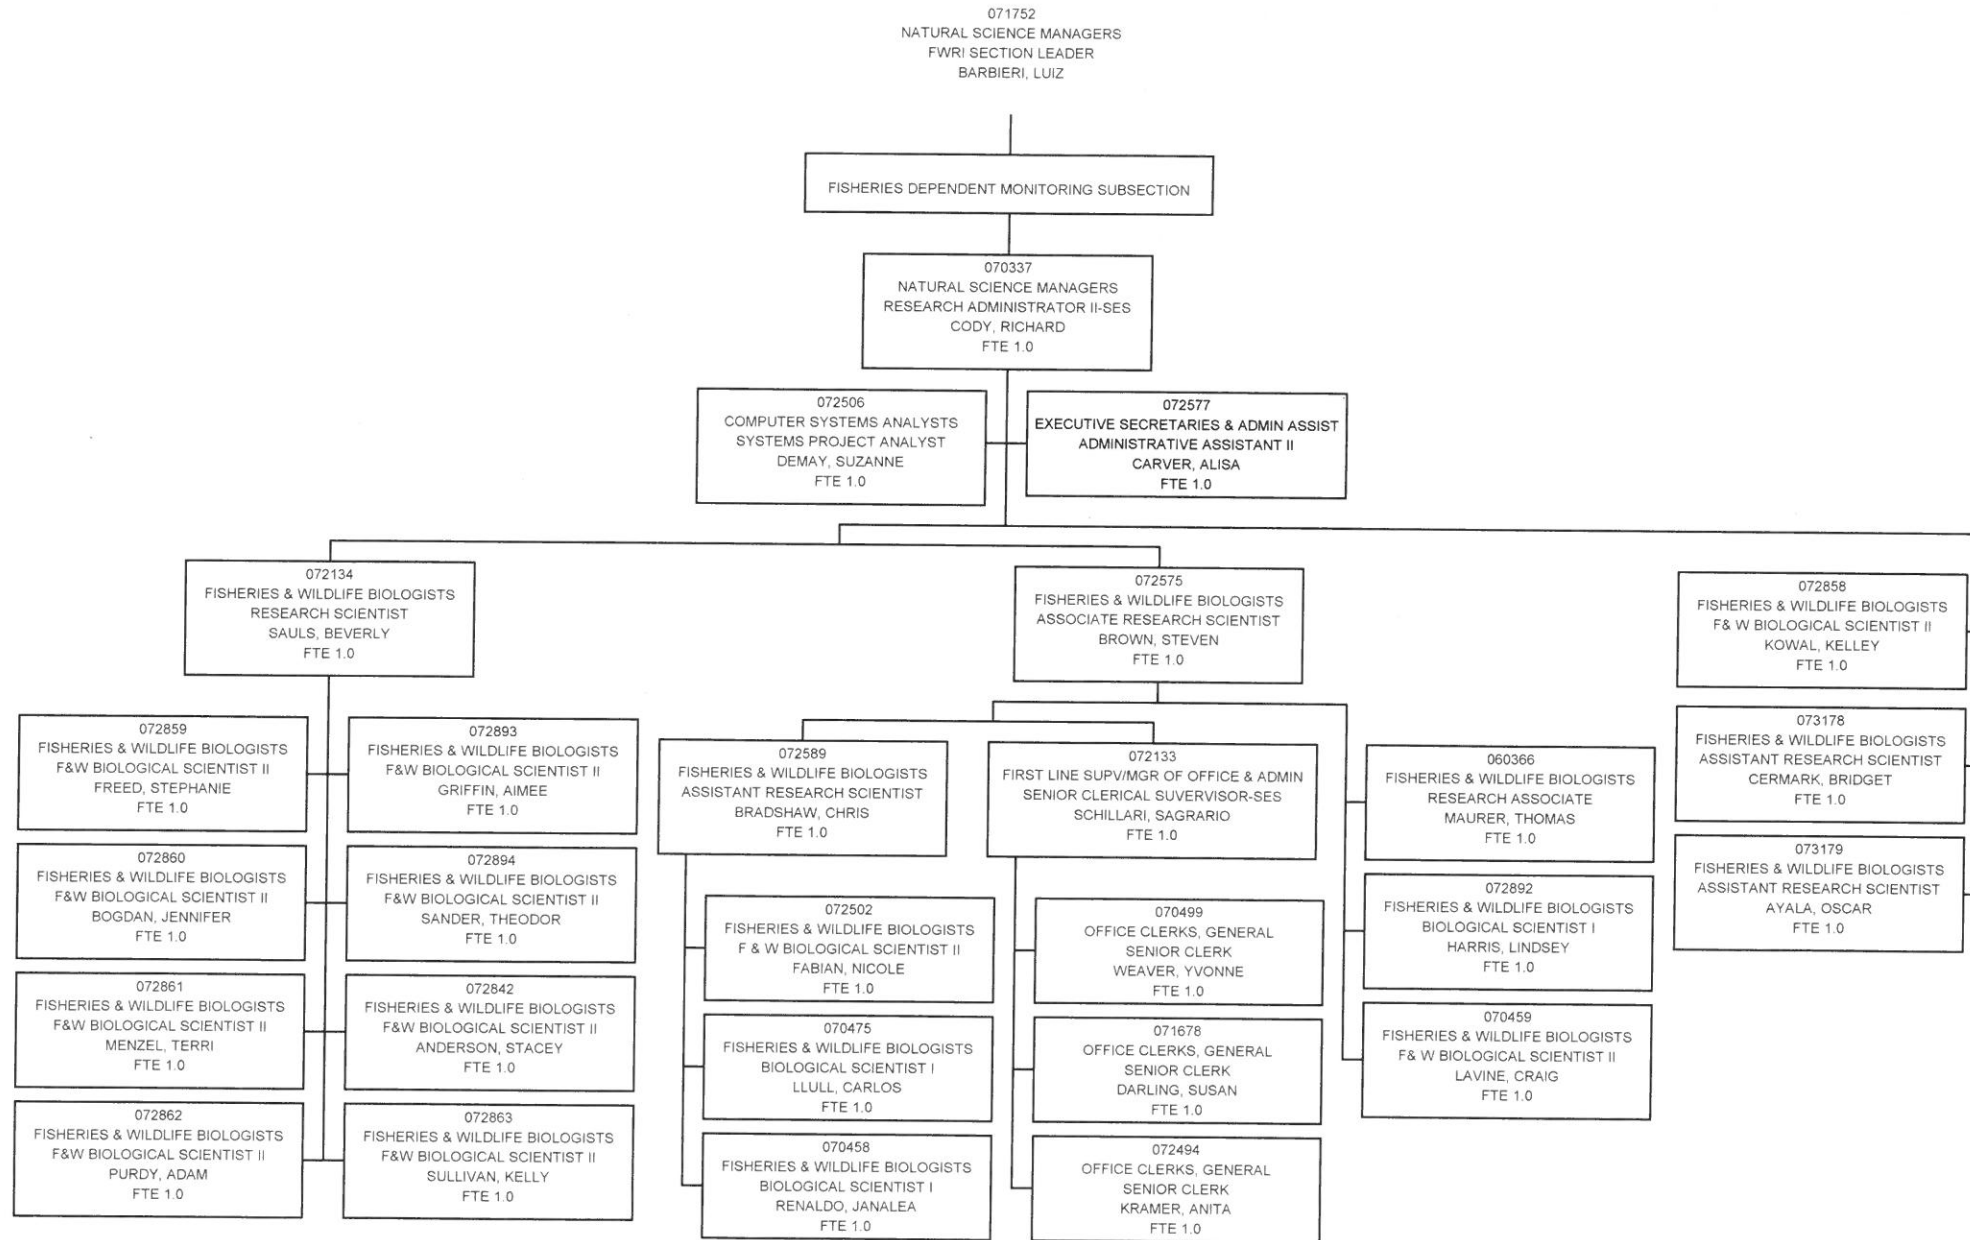 071752
NATURAL SCIENCE MANAGERS
FWRI SECTION LEADER
BARBIERI, LUIZ
FISHERIES DEPENDENT MONITORING SUBSECTION
070337
NATURAL SCIENCE MANAGERS
RESEARCH ADMINISTRATOR II-SES
CODY, RICHARD
FTE 1.0
072506
COMPUTER SYSTEMS ANALYSTS
SYSTEMS PROJECT ANALYST
DEMAY, SUZANNE
FTE 1.0
072577
EXECUTIVE SECRETARIES & ADMIN ASSIST
ADMINISTRATIVE ASSISTANT II
CARVER, ALISA
FTE 1.0
072134
FISHERIES & WILDLIFE BIOLOGISTS
RESEARCH SCIENTIST
SAULS, BEVERLY
FTE 1.0
072859
FISHERIES & WILDLIFE BIOLOGISTS
F&W BIOLOGICAL SCIENTIST II
FREED, STEPHANIE
FTE 1.0
072893
FISHERIES & WILDLIFE BIOLOGISTS
F&W BIOLOGICAL SCIENTIST II
GRIFFIN, AIMEE
FTE 1.0
072860
FISHERIES & WILDLIFE BIOLOGISTS
F&W BIOLOGICAL SCIENTIST II
BOGDAN, JENNIFER
FTE 1.0
072894
FISHERIES & WILDLIFE BIOLOGISTS
F&W BIOLOGICAL SCIENTIST II
SANDER, THEODOR
FTE 1.0
072861
FISHERIES & WILDLIFE BIOLOGISTS
F&W BIOLOGICAL SCIENTIST II
MENZEL, TERRI
FTE 1.0
072842
FISHERIES & WILDLIFE BIOLOGISTS
F&W BIOLOGICAL SCIENTIST II
ANDERSON, STACEY
FTE 1.0
072862
FISHERIES & WILDLIFE BIOLOGISTS
F&W BIOLOGICAL SCIENTIST II
PURDY, ADAM
FTE 1.0
072863
FISHERIES & WILDLIFE BIOLOGISTS
F&W BIOLOGICAL SCIENTIST II
SULLIVAN, KELLY
FTE 1.0
072575
FISHERIES & WILDLIFE BIOLOGISTS
ASSOCIATE RESEARCH SCIENTIST
BROWN, STEVEN
FTE 1.0
072589
FISHERIES & WILDLIFE BIOLOGISTS
ASSISTANT RESEARCH SCIENTIST
BRADSHAW, CHRIS
FTE 1.0
072502
FISHERIES & WILDLIFE BIOLOGISTS
F & W BIOLOGICAL SCIENTIST II
FABIAN, NICOLE
FTE 1.0
070475
FISHERIES & WILDLIFE BIOLOGISTS
BIOLOGICAL SCIENTIST I
LLULL, CARLOS
FTE 1.0
070458
FISHERIES & WILDLIFE BIOLOGISTS
BIOLOGICAL SCIENTIST I
RENALDO, JANALEA
FTE 1.0
072133
FIRST LINE SUPV/MGR OF OFFICE & ADMIN
SENIOR CLERICAL SUVERVISOR-SES
SCHILLARI, SAGRARIO
FTE 1.0
070499
OFFICE CLERKS, GENERAL
SENIOR CLERK
WEAVER, YVONNE
FTE 1.0
071678
OFFICE CLERKS, GENERAL
SENIOR CLERK
DARLING, SUSAN
FTE 1.0
072494
OFFICE CLERKS, GENERAL
SENIOR CLERK
KRAMER, ANITA
FTE 1.0
060366
FISHERIES & WILDLIFE BIOLOGISTS
RESEARCH ASSOCIATE
MAURER, THOMAS
FTE 1.0
072892
FISHERIES & WILDLIFE BIOLOGISTS
BIOLOGICAL SCIENTIST I
HARRIS, LINDSEY
FTE 1.0
070459
FISHERIES & WILDLIFE BIOLOGISTS
F& W BIOLOGICAL SCIENTIST II
LAVINE, CRAIG
FTE 1.0
072858
FISHERIES & WILDLIFE BIOLOGISTS
F& W BIOLOGICAL SCIENTIST II
KOWAL, KELLEY
FTE 1.0
073178
FISHERIES & WILDLIFE BIOLOGISTS
ASSISTANT RESEARCH SCIENTIST
CERMARK, BRIDGET
FTE 1.0
073179
FISHERIES & WILDLIFE BIOLOGISTS
ASSISTANT RESEARCH SCIENTIST
AYALA, OSCAR
FTE 1.0